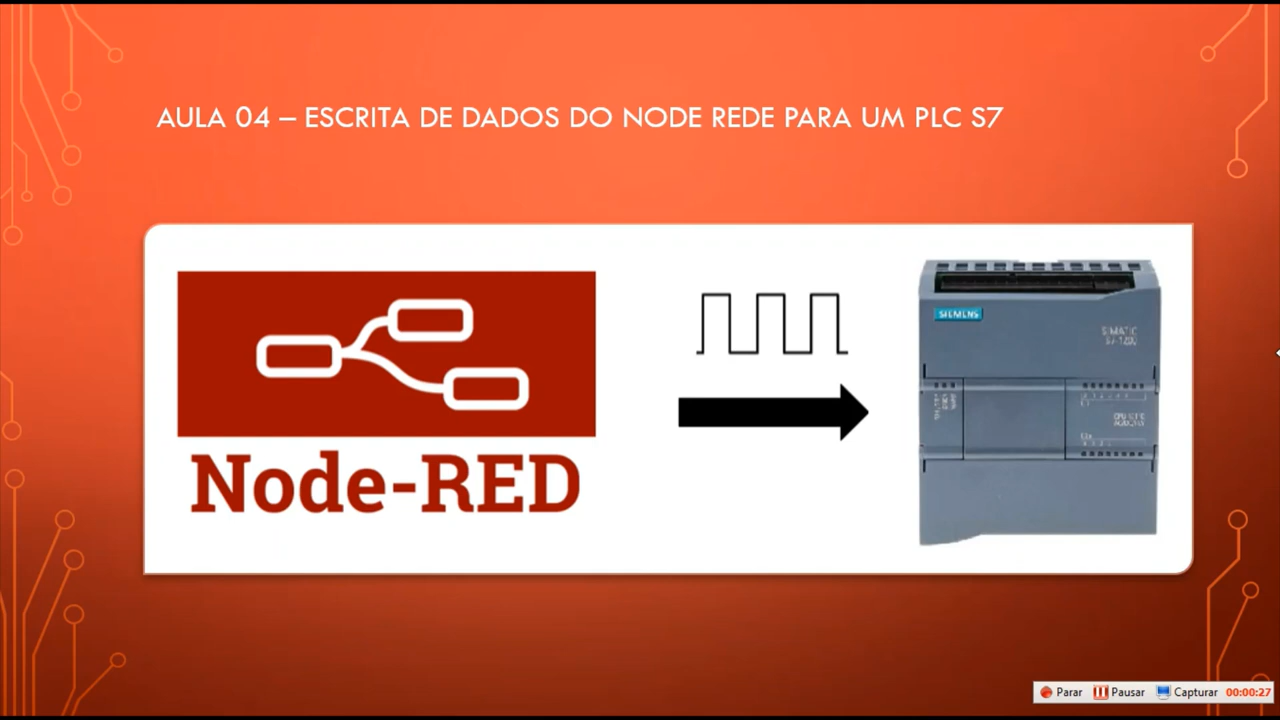 AULA 04 – ESCRITA DE DADOS DO NODE REDE PARA UM PLC S7
SIEMENS
SIMATIC
S7-1200
Node-RED
Parar Pausar Capturar 00:00:27